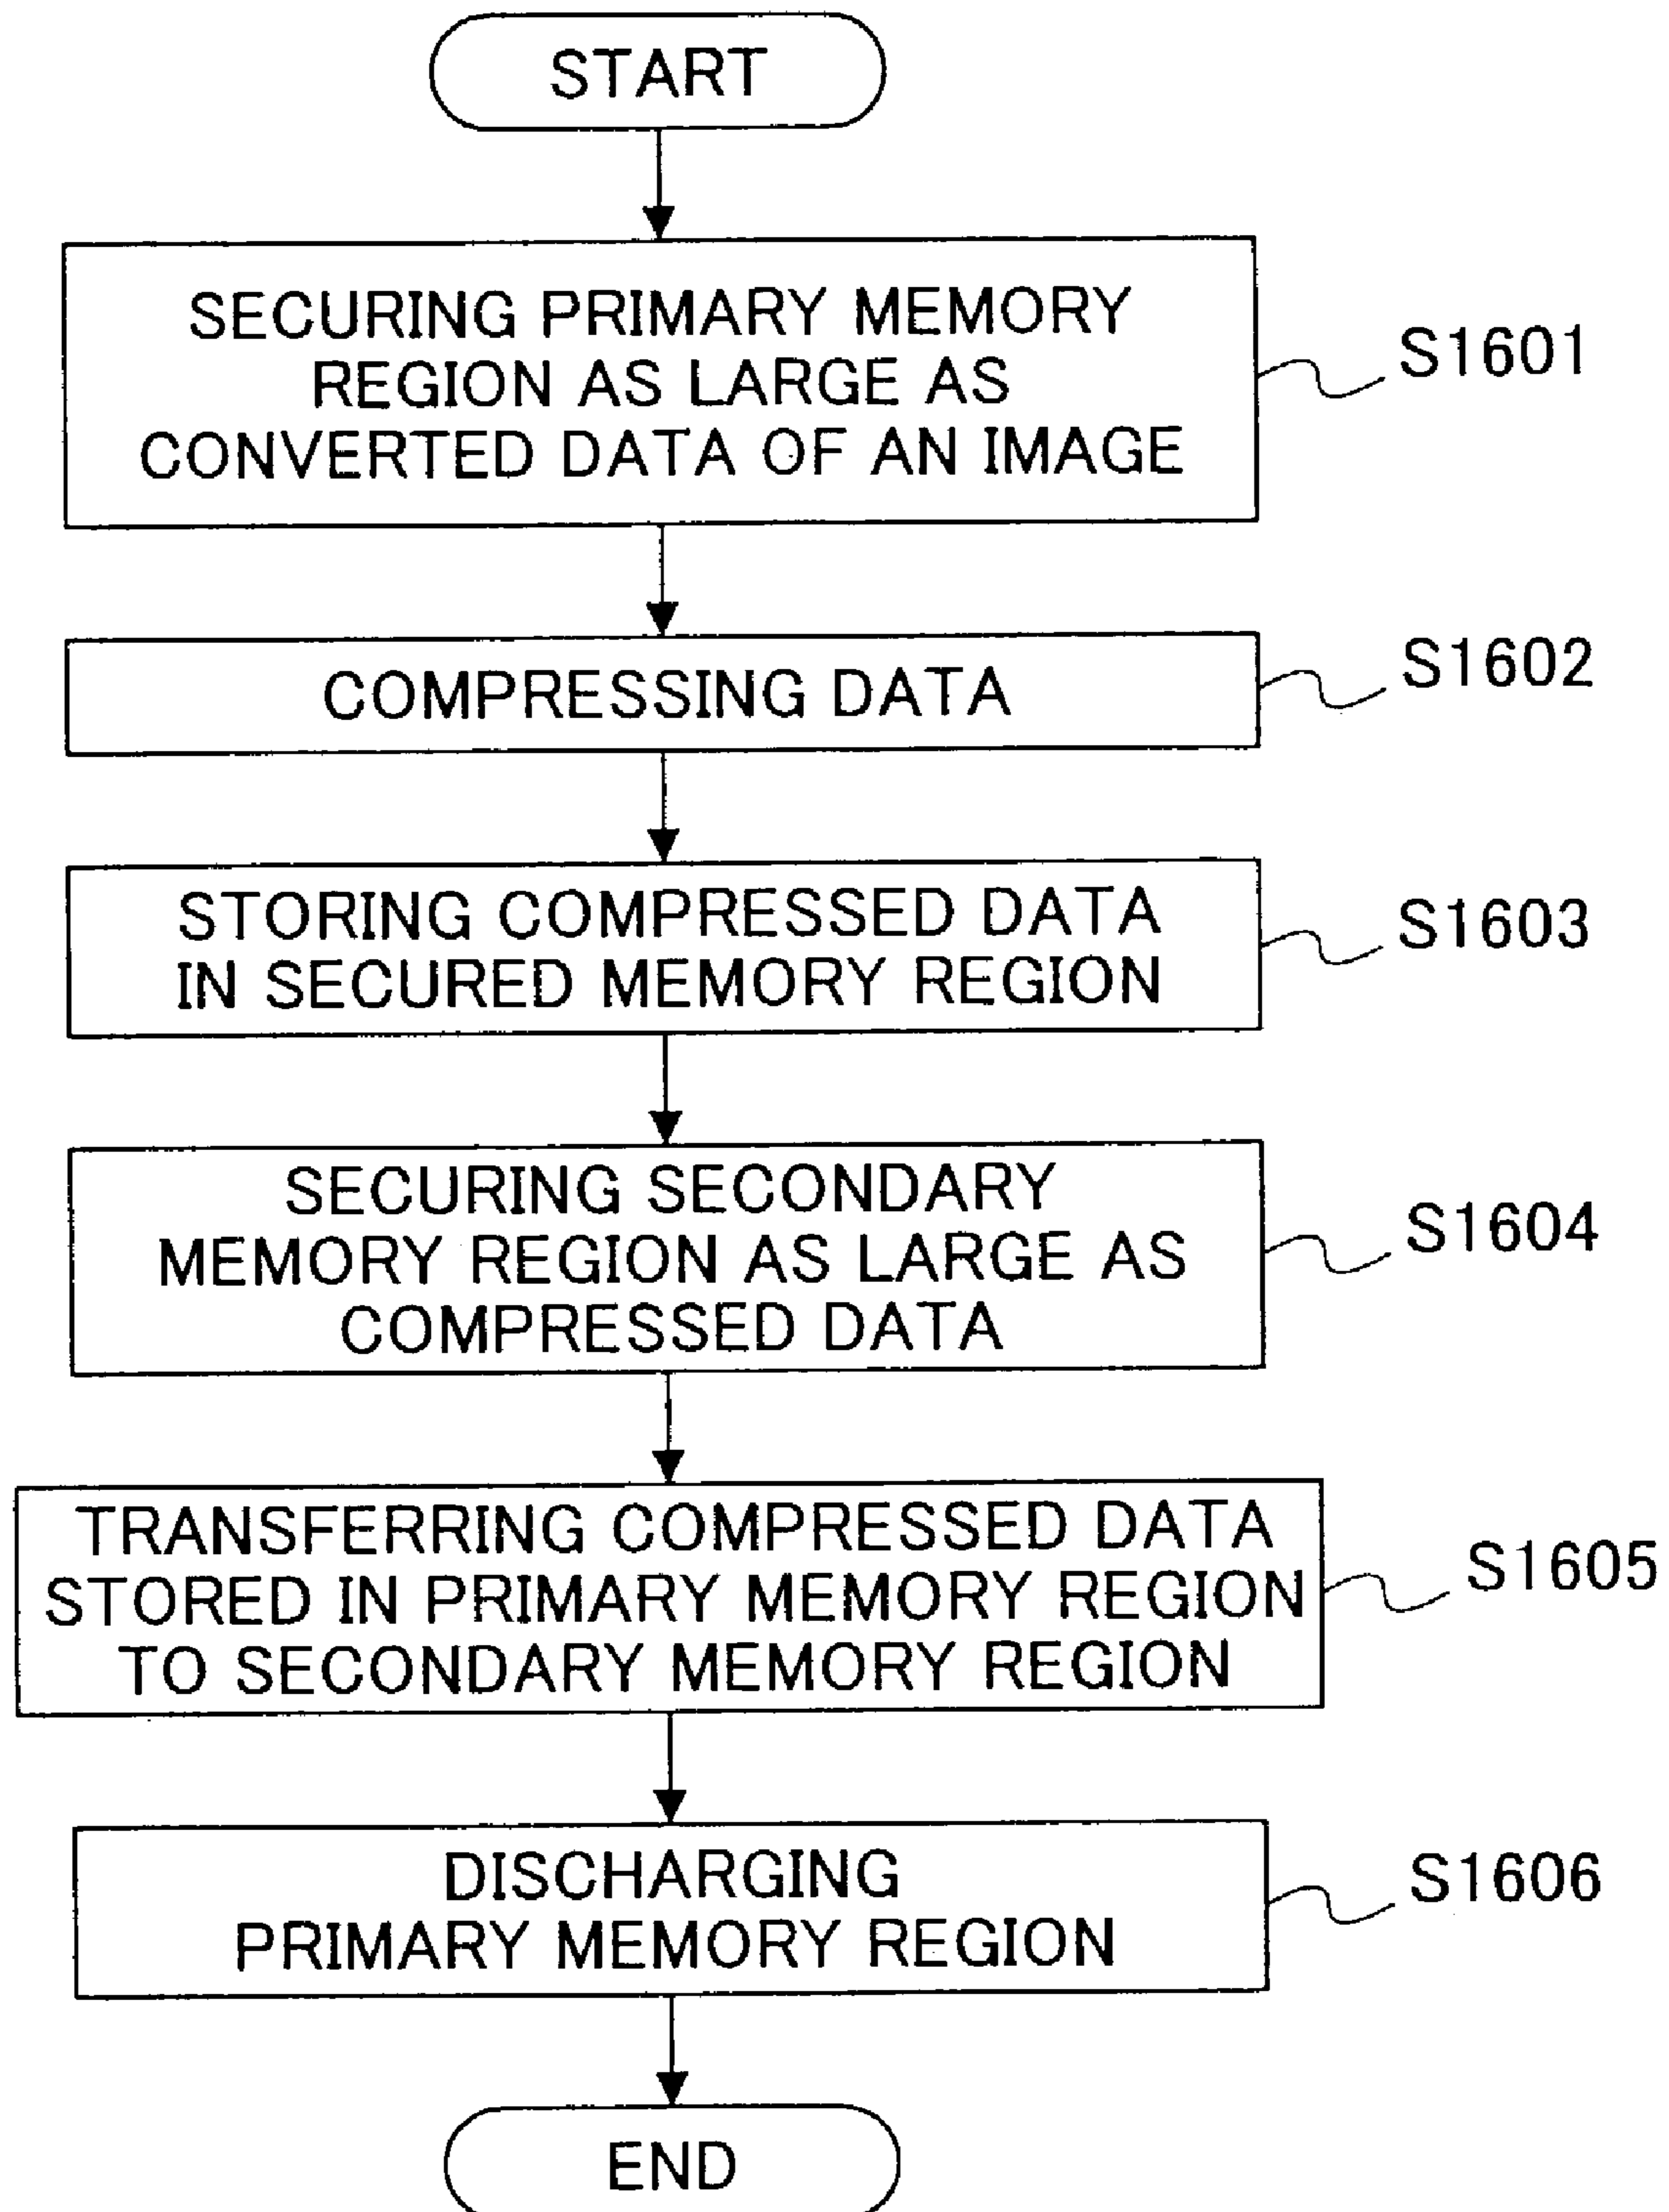 START
SECURING PRIMARY MEMORY
REGION AS LARGE AS
CONVERTED DATA OF AN IMAGE
S1601
COMPRESSING DATA
S1602
STORING COMPRESSED DATA
IN SECURED MEMORY REGION
S1603
SECURING SECONDARY
MEMORY REGION AS LARGE AS
COMPRESSED DATA
S1604
TRANSFERRING COMPRESSED DATA
STORED IN PRIMARY MEMORY REGION
TO SECONDARY MEMORY REGION
S1605
DISCHARGING
PRIMARY MEMORY REGION
S1606
END